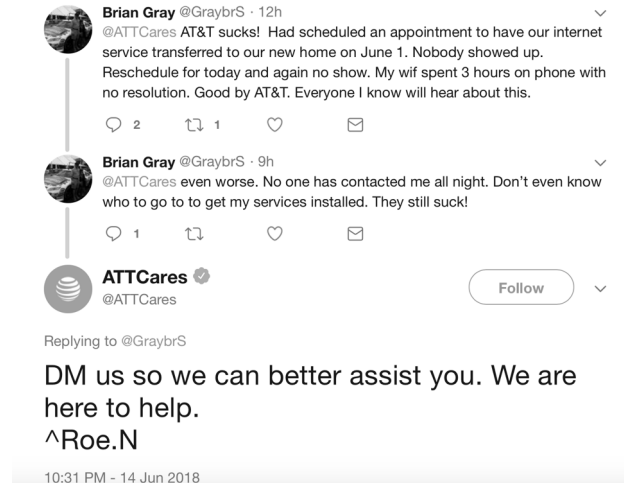 Brian Gray @GraybrS · 12h
@ATTCares AT&T sucks!  Had scheduled an appointment to have our internet
service transferred to our new home on June 1. Nobody showed up.
Reschedule for today and again no show. My wif spent 3 hours on phone with
no resolution. Good by AT&T. Everyone I know will hear about this.
2 1
Brian Gray @GraybrS · 9h
@ATTCares even worse. No one has contacted me all night. Don’t even know
who to go to to get my services installed. They still suck!
1
ATTCares
@ATTCares
Follow
Replying to @GraybrS
DM us so we can better assist you. We are
here to help.
^Roe.N
10:31 PM - 14 Jun 2018